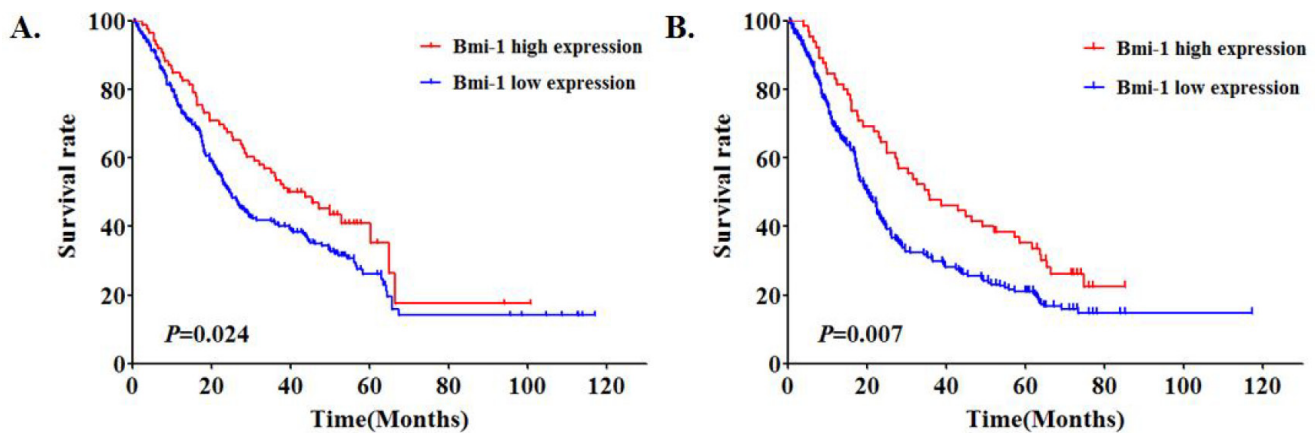 A.
Survival rate
100
80
60
40
20
0
Bmi-1 high expression
Bmi-1 low expression
P=0.024
0 20 40 60 80 100 120
Time(Months)
B.
Survival rate
100
80
60
40
20
0
Bmi-1 high expression
Bmi-1 low expression
P=0.007
0 20 40 60 80 100 120
Time(Months)